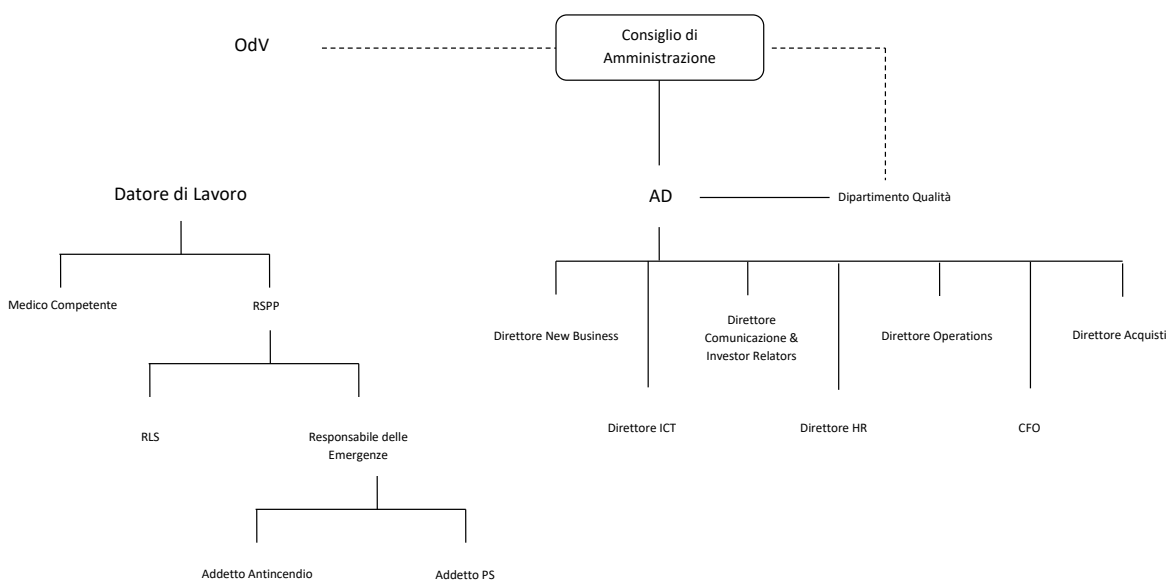 OdV
Consiglio di
Amministrazione
Datore di Lavoro
AD
Dipartimento Qualità
Medico Competente
RSPP
Direttore New Business
Direttore
Comunicazione &
Investor Relators
Direttore Operations
Direttore Acquisti
RLS
Responsabile delle
Emergenze
Direttore ICT
Direttore HR
CFO
Addetto Antincendio
Addetto PS